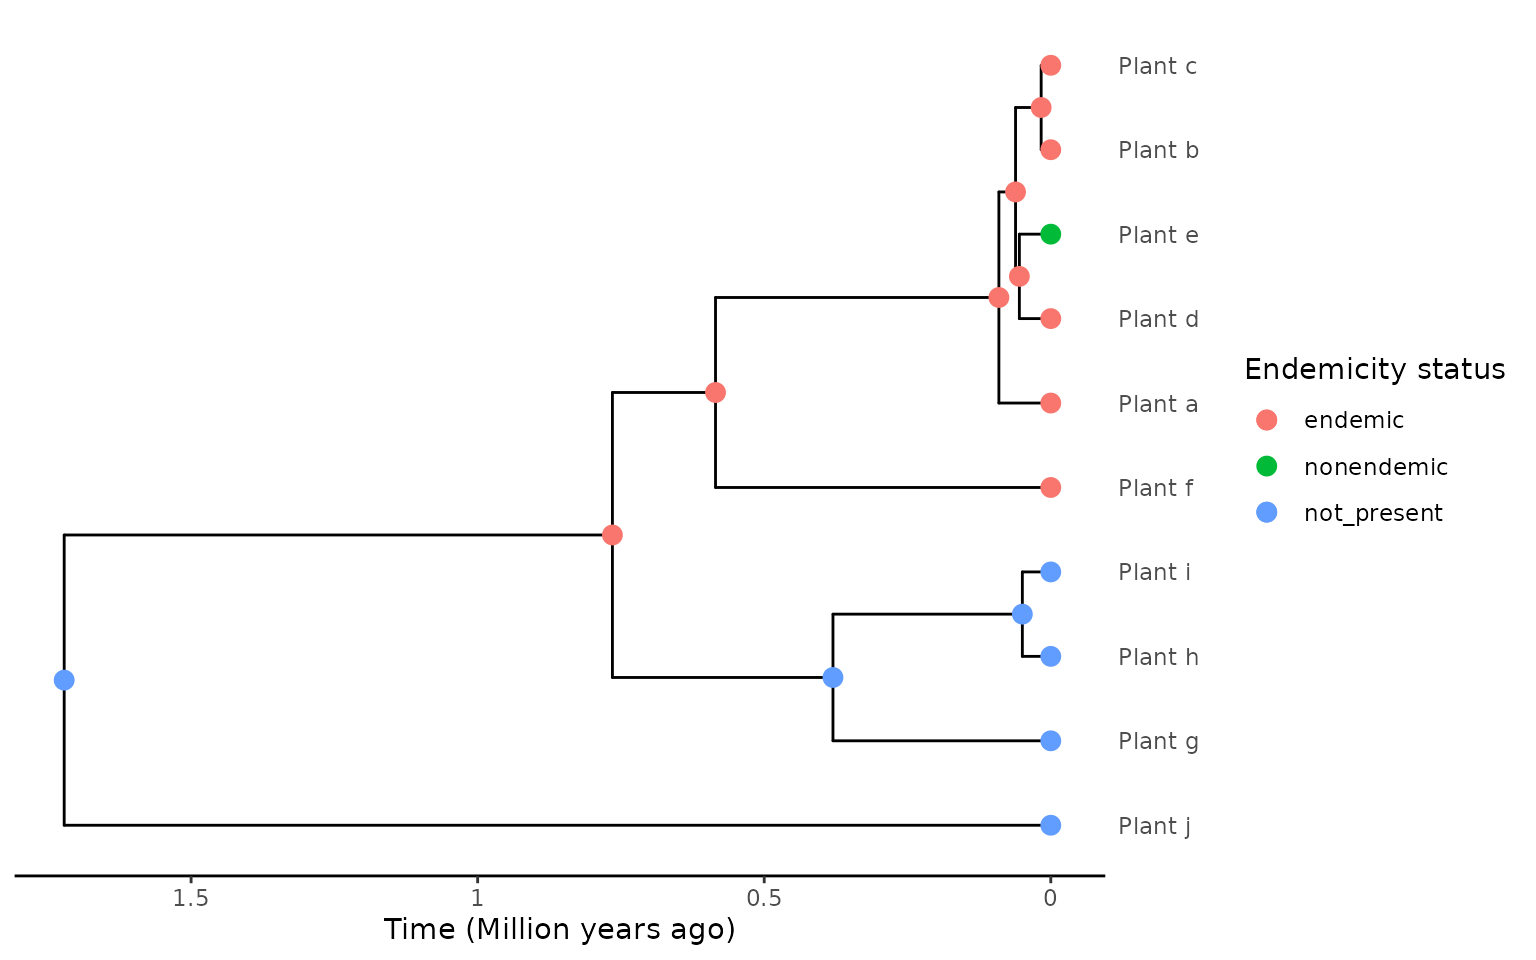 Plant c
Plant b
Plant e
Plant d
Plant a
Plant f
Plant i
Plant h
Plant g
Plant j
Endemicity status
endemic
nonendemic
not_present
1.5 1 0.5 0
Time (Million years ago)